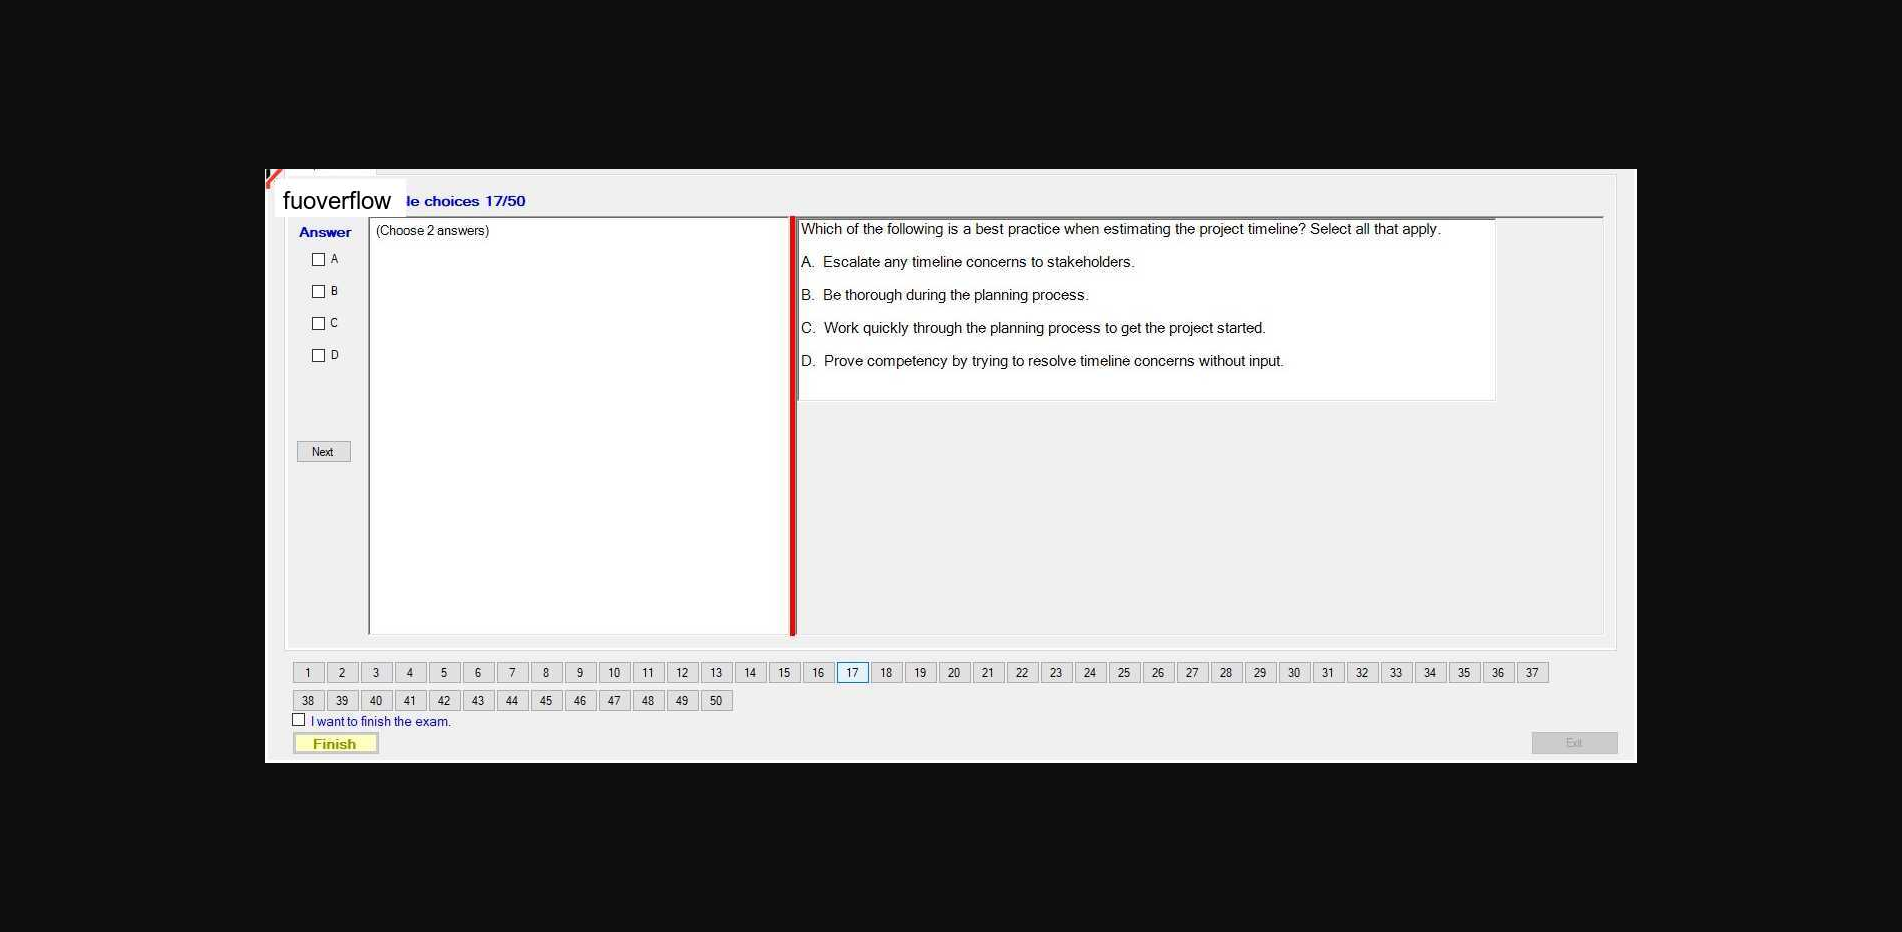 fuoverflow
le choices 17/50
Answer
(Choose 2 answers)
A
B
C
D
Next
Which of the following is a best practice when estimating the project timeline? Select all that apply.
A. Escalate any timeline concerns to stakeholders.
B. Be thorough during the planning process.
C. Work quickly through the planning process to get the project started.
D. Prove competency by trying to resolve timeline concerns without input.
1 2 3 4 5 6 7 8 9 10 11 12 13 14 15 16 17 18 19 20 21 22 23 24 25 26 27 28 29 30 31 32 33 34 35 36 37
38 39 40 41 42 43 44 45 46 47 48 49 50
I want to finish the exam.
Finish
Exit